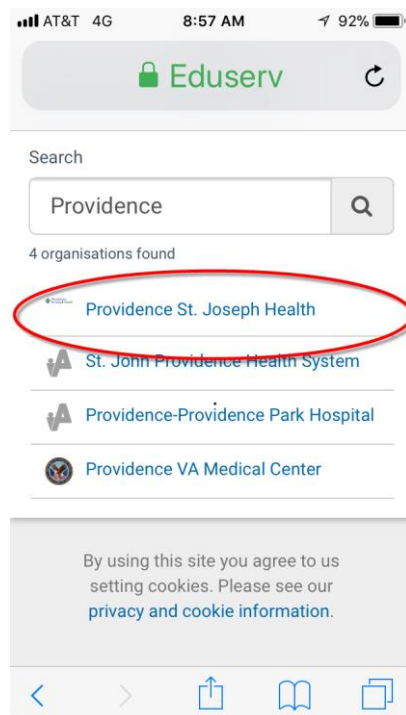 AT&T 4G 8:57 AM 92%
Eduserv
Search
Providence
4 organisations found
Providence St. Joseph Health
St. John Providence Health System
Providence-Providence Park Hospital
Providence VA Medical Center
By using this site you agree to us
setting cookies. Please see our
privacy and cookie information.